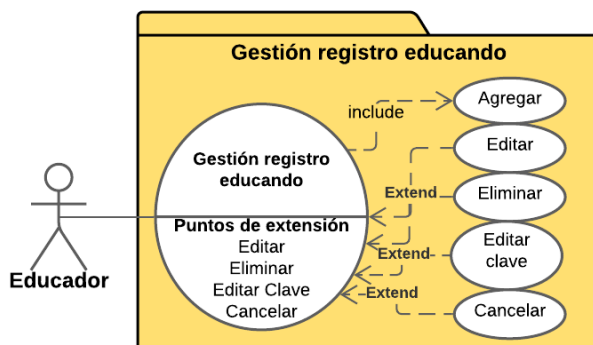 Gestión registro educando
Agregar
include
Gestión registro
educando
Editar
Extend
Eliminar
Puntos de extensión
Editar
Eliminar
Editar Clave
Cancelar
Extend
Editar
clave
Extend
Cancelar
Educador